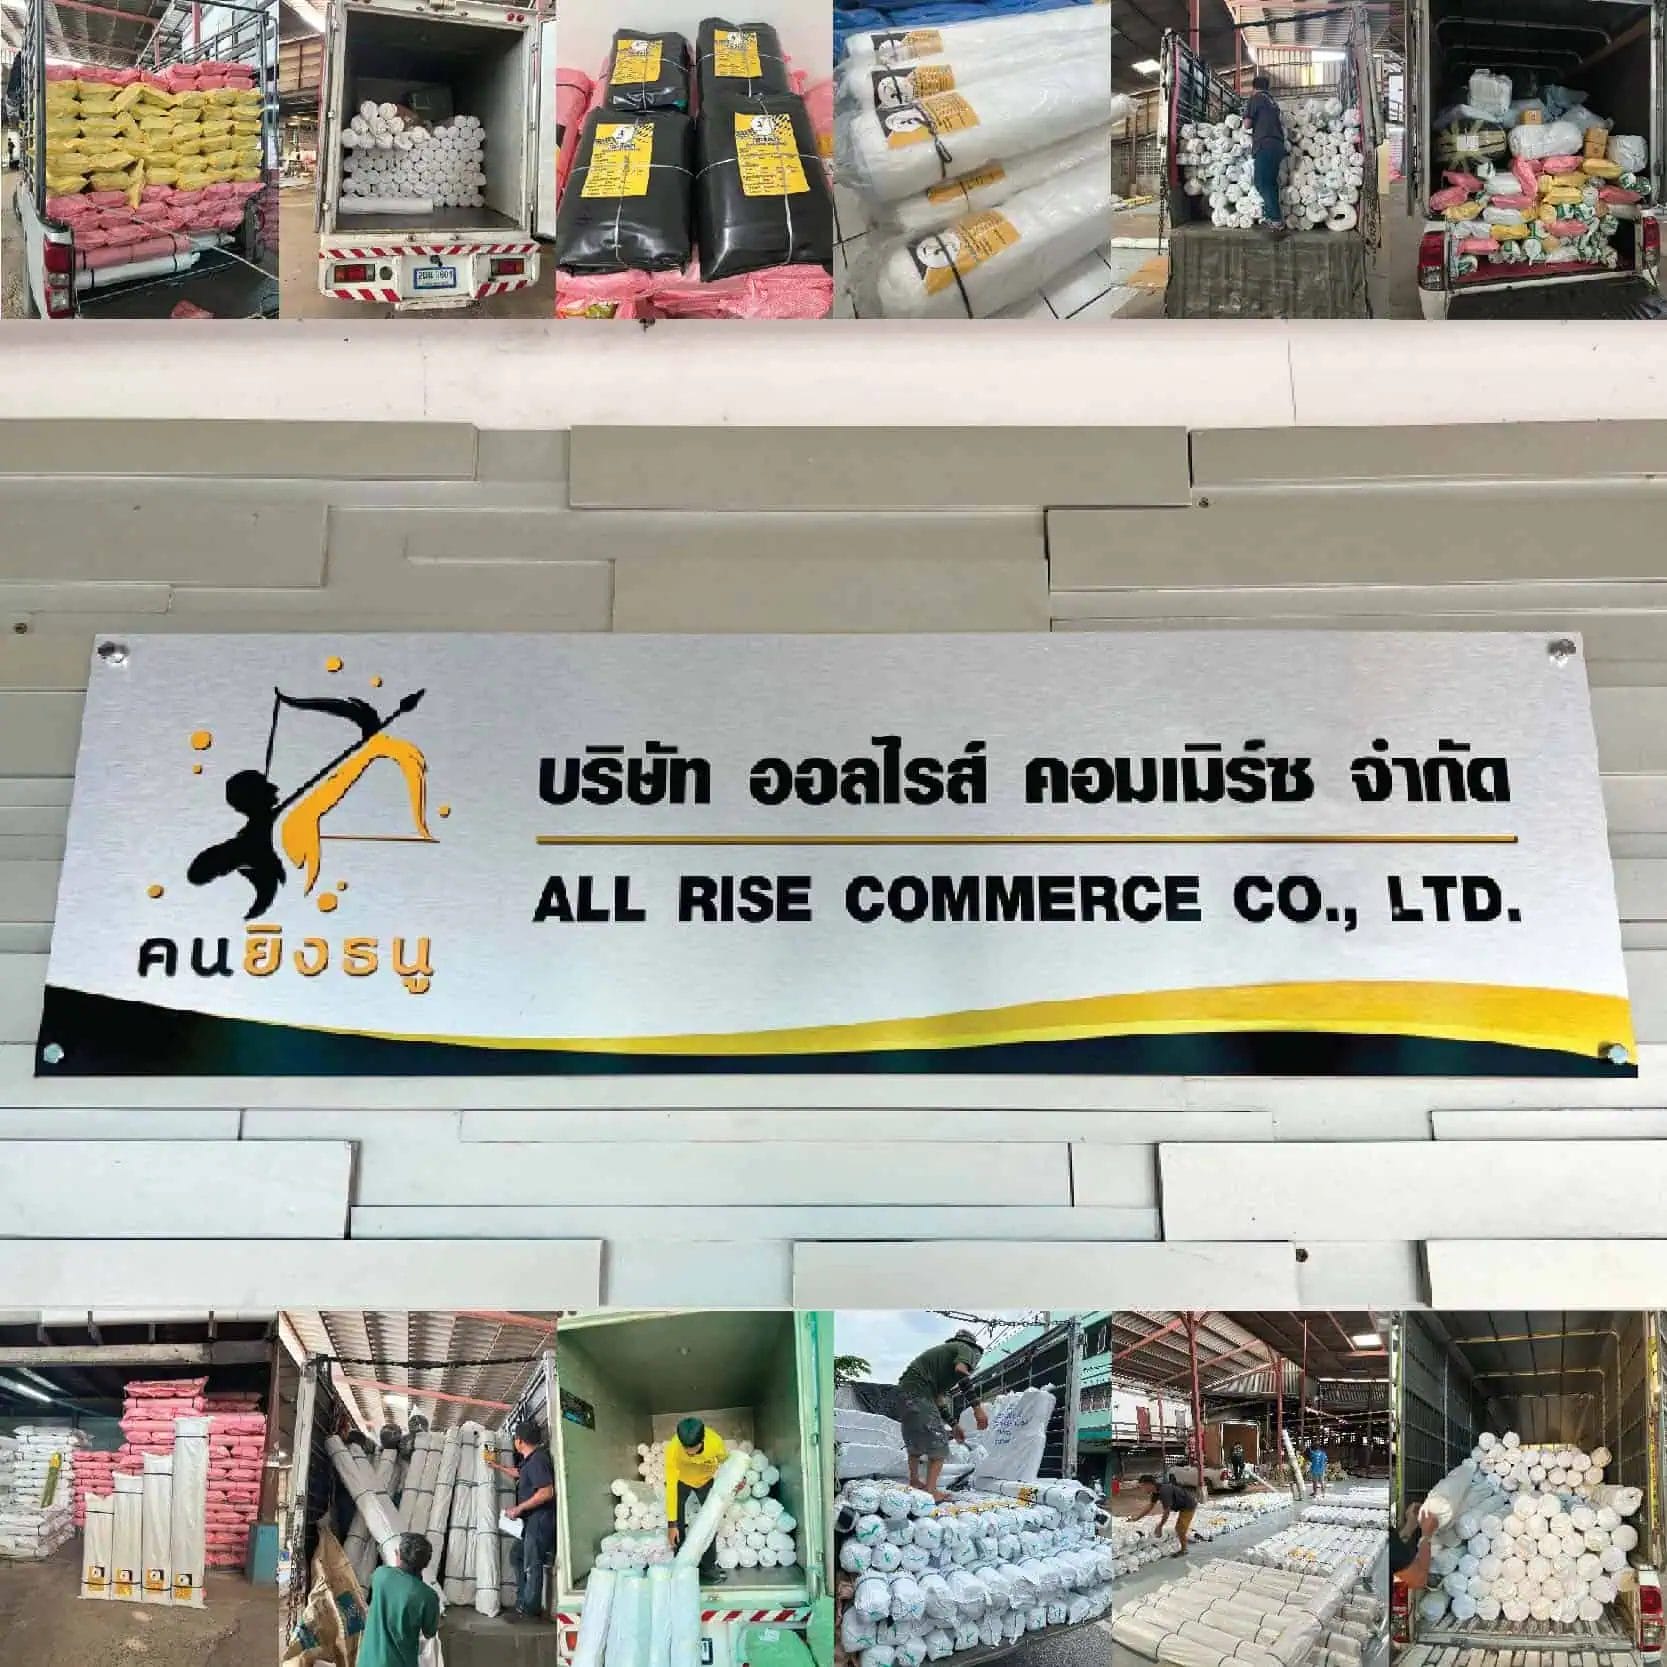 บริษัท ออลไรส์ คอมเมิร์ซ จำกัด
ALL RISE COMMERCE CO., LTD.
คนยิงธนู